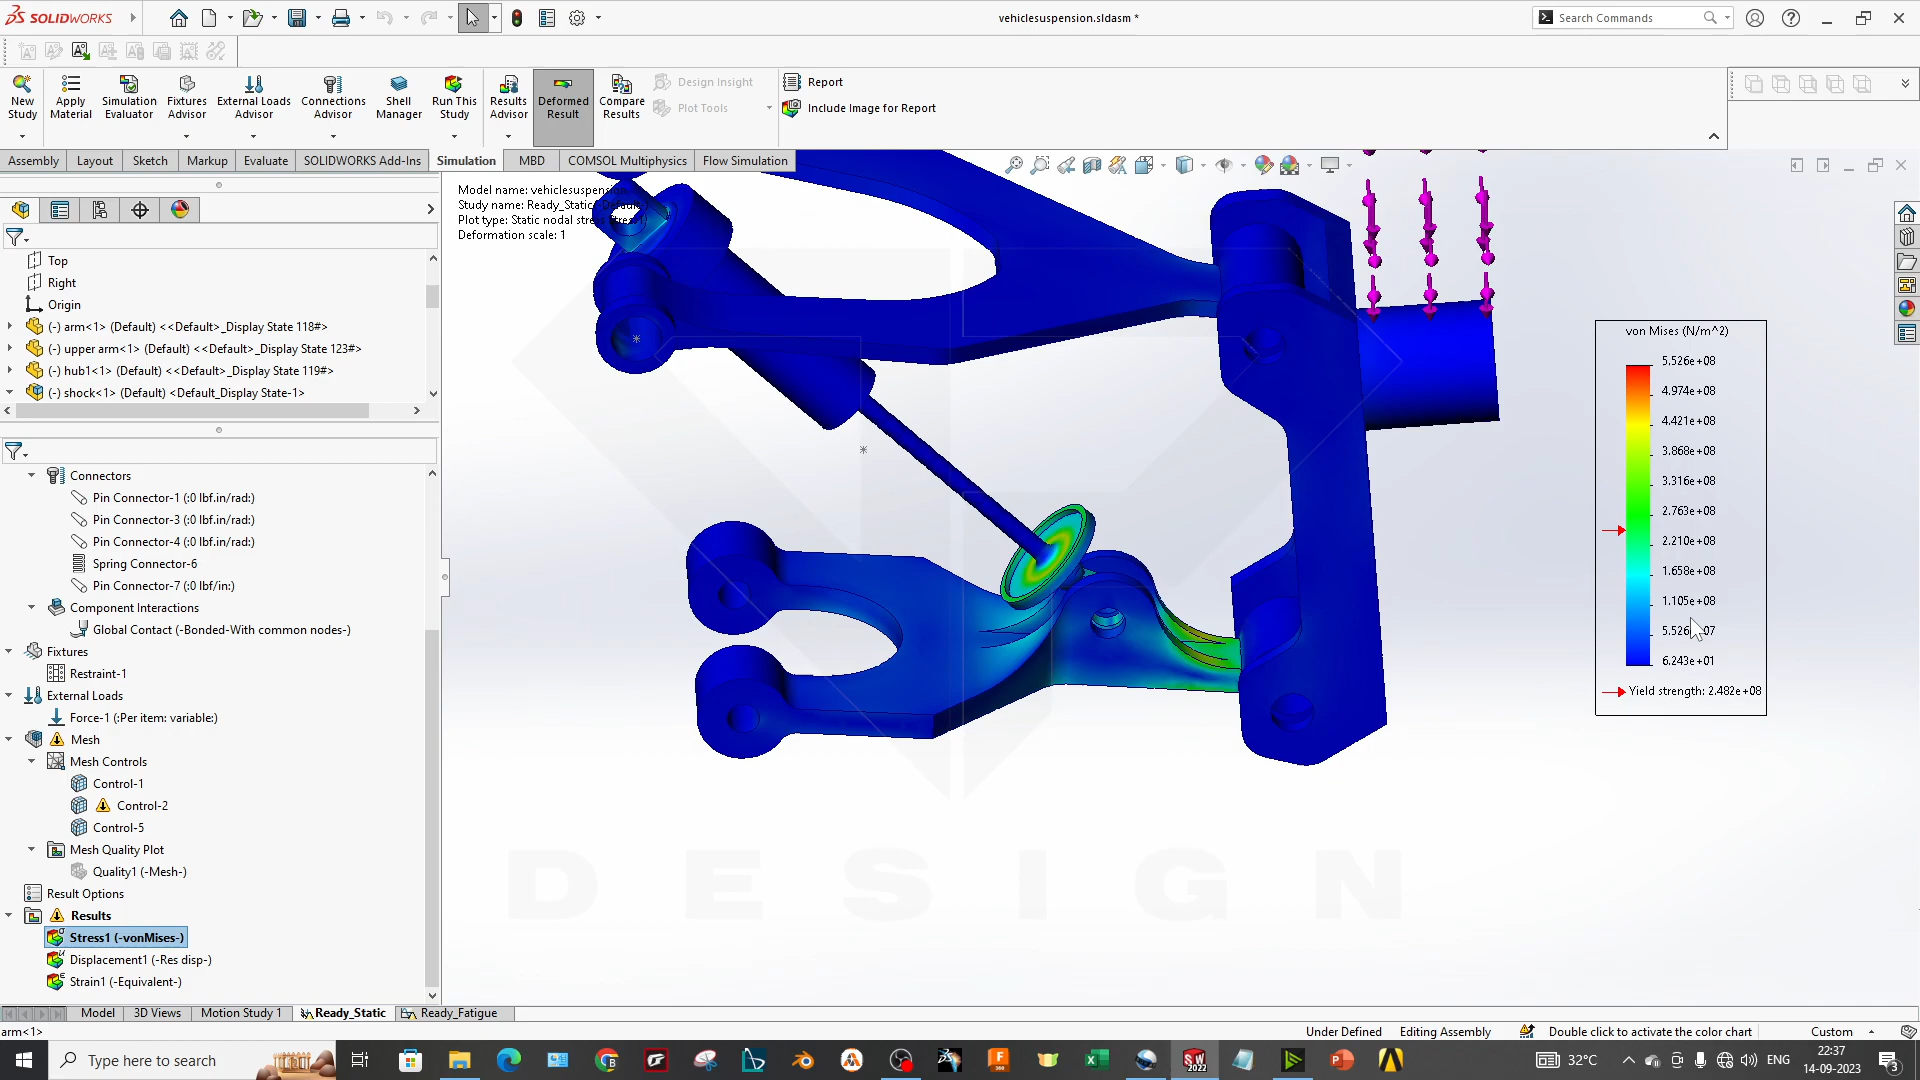 SOLIDWORKS
vehiclesuspension.sldasm *
Search Commands
New Study
Apply Material
Simulation Evaluator
Fixtures Advisor
External Loads Advisor
Connections Advisor
Shell Manager
Run This Study
Results Advisor
Deformed Result
Compare Results
Design Insight
Plot Tools
Report
Include Image for Report
Assembly
Layout
Sketch
Markup
Evaluate
SOLIDWORKS Add-Ins
Simulation
MBD
COMSOL Multiphysics
Flow Simulation
Top
Right
Origin
(-) arm<1> (Default) <<Default>_Display State 118#>
(-) upper arm<1> (Default) <<Default>_Display State 123#>
(-) hub1<1> (Default) <<Default>_Display State 119#>
(-) shock<1> (Default) <Default_Display State-1>
Connectors
Pin Connector-1 (:0 lbf.in/rad:)
Pin Connector-3 (:0 lbf.in/rad:)
Pin Connector-4 (:0 lbf.in/rad:)
Spring Connector-6
Pin Connector-7 (:0 lbf/in:)
Component Interactions
Global Contact (-Bonded-With common nodes-)
Fixtures
Restraint-1
External Loads
Force-1 (:Per item: variable:)
Mesh
Mesh Controls
Control-1
Control-2
Control-5
Mesh Quality Plot
Quality1 (-Mesh-)
Result Options
Results
Stress1 (-vonMises-)
Displacement1 (-Res disp-)
Strain1 (-Equivalent-)
Model name: vehiclesuspension
Study name: Ready_Static(-Default-)
Plot type: Static nodal stress Stress1
Deformation scale: 1
von Mises (N/m^2)
5.526e+08
4.974e+08
4.421e+08
3.868e+08
3.316e+08
2.763e+08
2.210e+08
1.658e+08
1.105e+08
5.526e+07
6.243e+01
Yield strength: 2.482e+08
DESIGN
Model
3D Views
Motion Study 1
Ready_Static
Ready_Fatigue
arm<1>
Under Defined
Editing Assembly
Double click to activate the color chart
Custom
Type here to search
32°C
ENG
22:37
14-09-2023
3